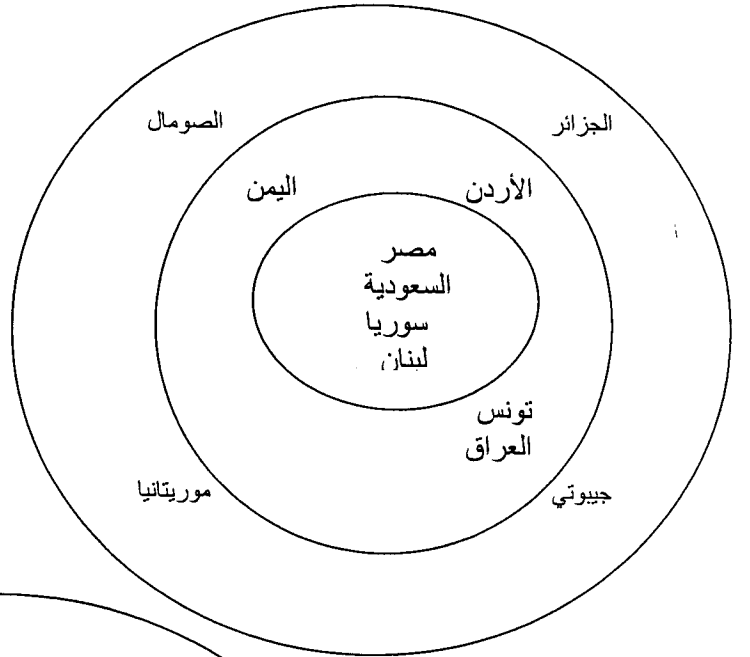 الجزائر
الصومال
الأردن
اليمن
مصر
السعودية
سوريا
لبنان
تونس
العراق
جيبوتي
موريتانيا